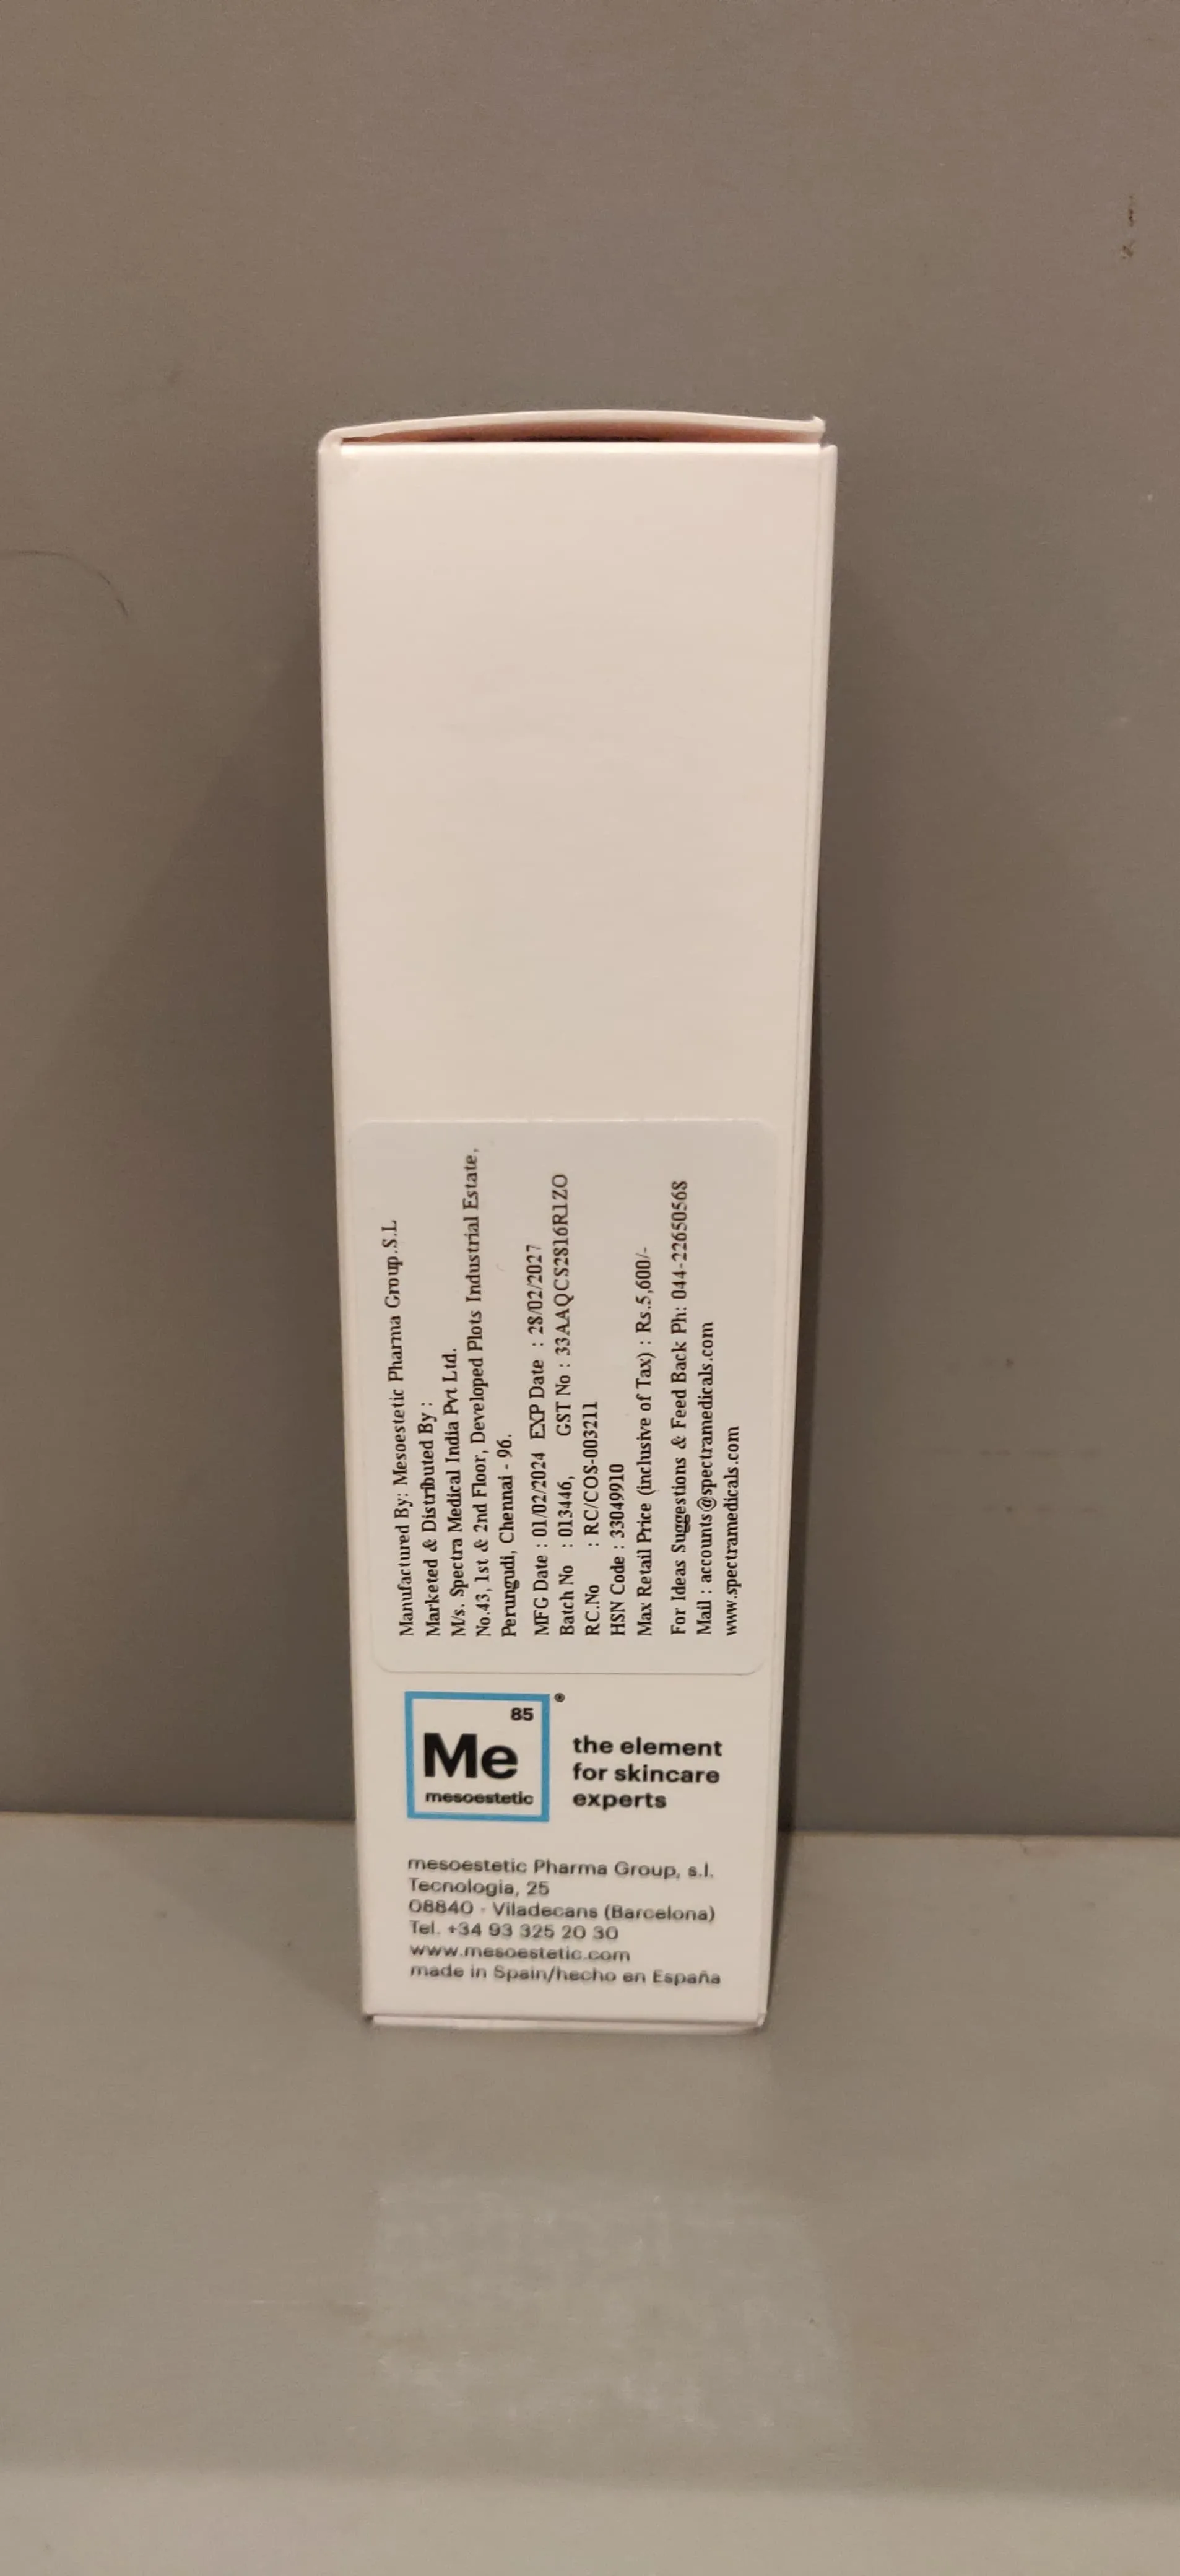 Manufactured By: Mesoestetic Pharma Group.S.L
Marketed & Distributed By :
M/s. Spectra Medical India Pvt Ltd.
No.43, 1st & 2nd Floor, Developed Plots Industrial Estate,
Perungudi, Chennai - 96.
MFG Date : 01/02/2024 EXP Date : 28/02/2027
Batch No : 013446, GST No : 33AAQCS2816R1ZO
RC.No : RC/COS-003211
HSN Code : 33049910
Max Retail Price (inclusive of Tax) : Rs.5,600/-
For Ideas Suggestions & Feed Back Ph: 044-22650568
Mail : accounts@spectramedicals.com
www.spectramedicals.com
85
Me
mesoestetic
®
the element
for skincare
experts
mesoestetic Pharma Group, s.l.
Tecnologia, 25
08840 - Viladecans (Barcelona)
Tel. +34 93 325 20 30
www.mesoestetic.com
made in Spain/hecho en España